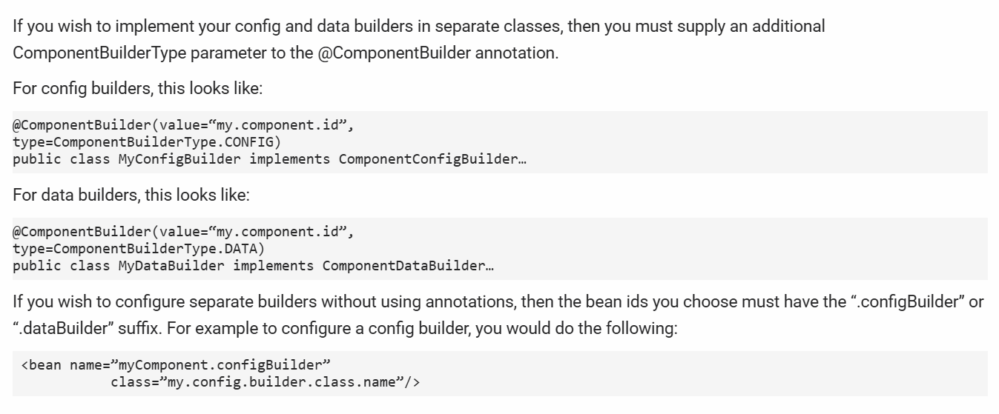 If you wish to implement your config and data builders in separate classes, then you must supply an additional
ComponentBuilderType parameter to the @ComponentBuilder annotation.
For config builders, this looks like:
@ComponentBuilder(value=“my.component.id”,
type=ComponentBuilderType.CONFIG)
public class MyConfigBuilder implements ComponentConfigBuilder…
For data builders, this looks like:
@ComponentBuilder(value=“my.component.id”,
type=ComponentBuilderType.DATA)
public class MyDataBuilder implements ComponentDataBuilder…
If you wish to configure separate builders without using annotations, then the bean ids you choose must have the “.configBuilder” or
“.dataBuilder” suffix. For example to configure a config builder, you would do the following:
<bean name=”myComponent.configBuilder”
class=”my.config.builder.class.name”/>